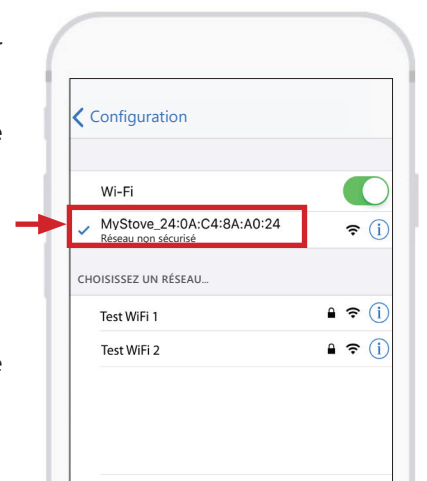 Configuration
Wi-Fi
MyStove_24:0A:C4:8A:A0:24
Réseau non sécurisé
CHOISISSEZ UN RÉSEAU...
Test WiFi 1
Test WiFi 2